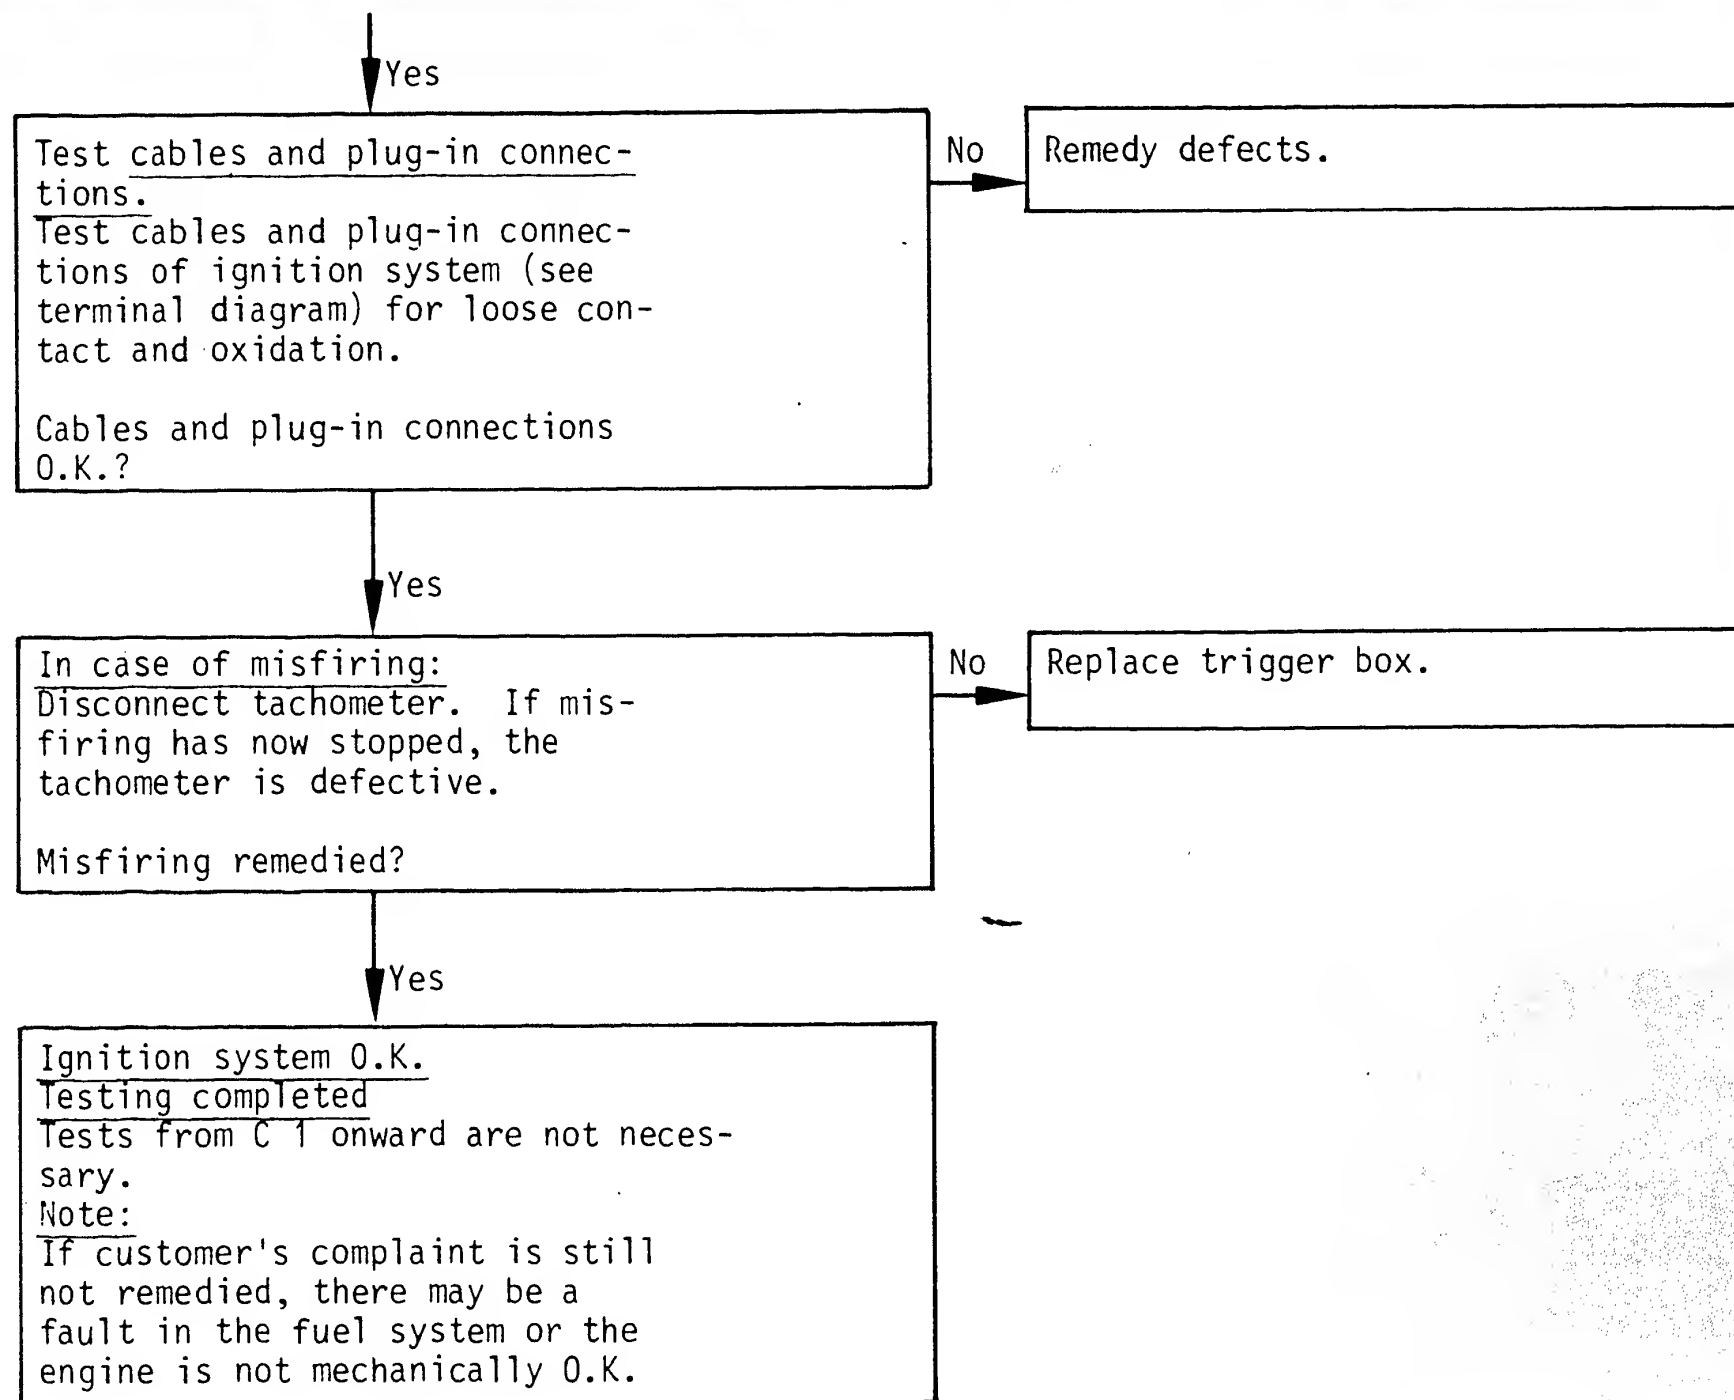 Yes
Test cables and plug-in connec-
tions.
Test cables and plug-in connec-
tions of ignition system (see
terminal diagram) for loose con-
tact and oxidation.
Cables and plug-in connections
O.K.?
No
Remedy defects.
Yes
In case of misfiring:
Disconnect tachometer. If mis-
firing has now stopped, the
tachometer is defective.
Misfiring remedied?
No
Replace trigger box.
Yes
Ignition system O.K.
Testing completed
Tests from C 1 onward are not neces-
sary.
Note:
If customer's complaint is still
not remedied, there may be a
fault in the fuel system or the
engine is not mechanically O.K.